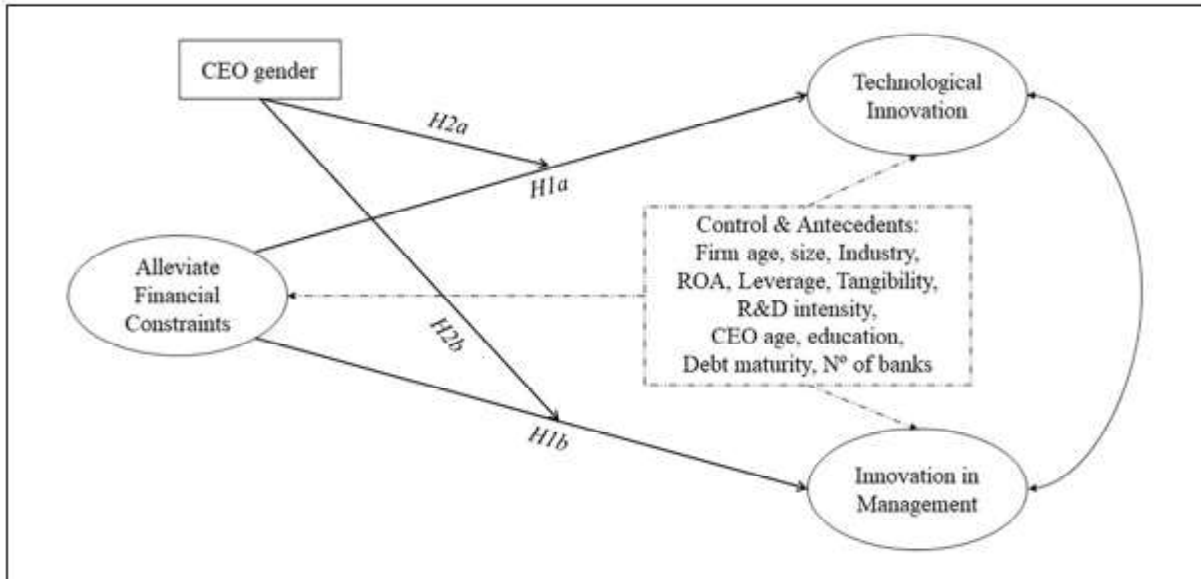 CEO gender
Technological
Innovation
H2a
H1a
Control & Antecedents:
Firm age, size, Industry,
ROA, Leverage, Tangibility,
R&D intensity,
CEO age, education,
Debt maturity, Nº of banks
Alleviate
Financial
Constraints
H2b
H1b
Innovation in
Management